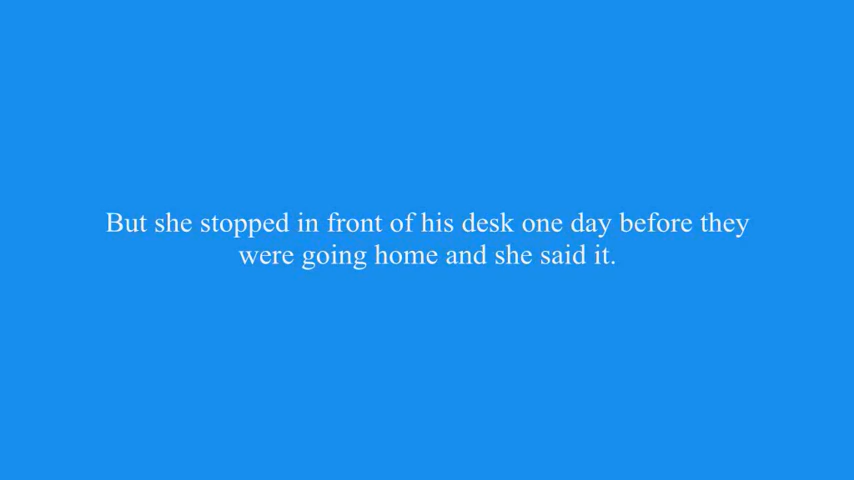 But she stopped in front of his desk one day before they
were going home and she said it.